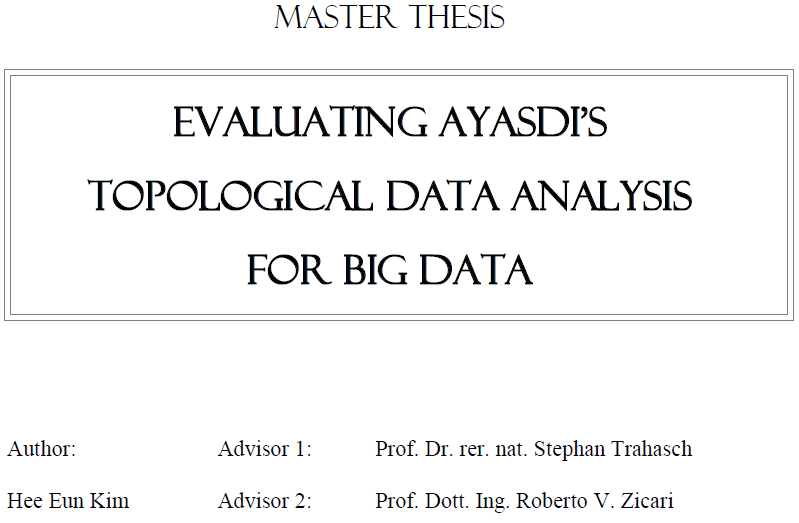 MASTER THESIS
EVALUATING AYASDI'S
TOPOLOGICAL DATA ANALYSIS
FOR BIG DATA
Author: Advisor 1: Prof. Dr. rer. nat. Stephan Trahasch
Hee Eun Kim Advisor 2: Prof. Dott. Ing. Roberto V. Zicari